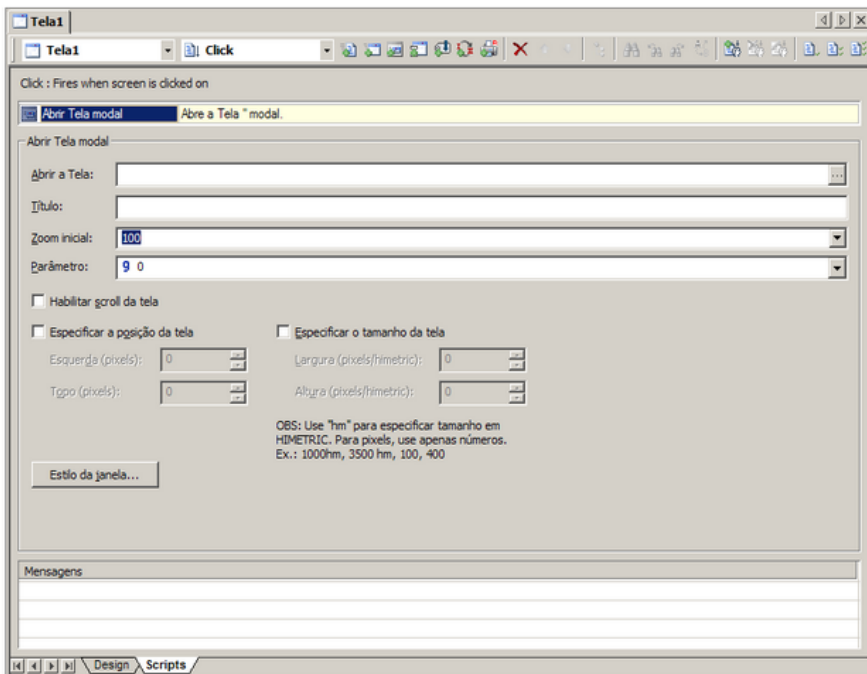 Tela1
Tela1 Click
Click : Fires when screen is clicked on
Abrir Tela modal Abre a Tela '' modal.
Abrir Tela modal
Abrir a Tela: ...
Título:
Zoom inicial: 100
Parâmetro: 9 0
Habilitar scroll da tela
Especificar a posição da tela Especificar o tamanho da tela
Esquerda (pixels): 0 Largura (pixels/himetric): 0
Topo (pixels): 0 Altura (pixels/himetric): 0
OBS: Use "hm" para especificar tamanho em
HIMETRIC. Para pixels, use apenas números.
Ex.: 1000hm, 3500 hm, 100, 400
Estilo da janela...
Mensagens
Design Scripts